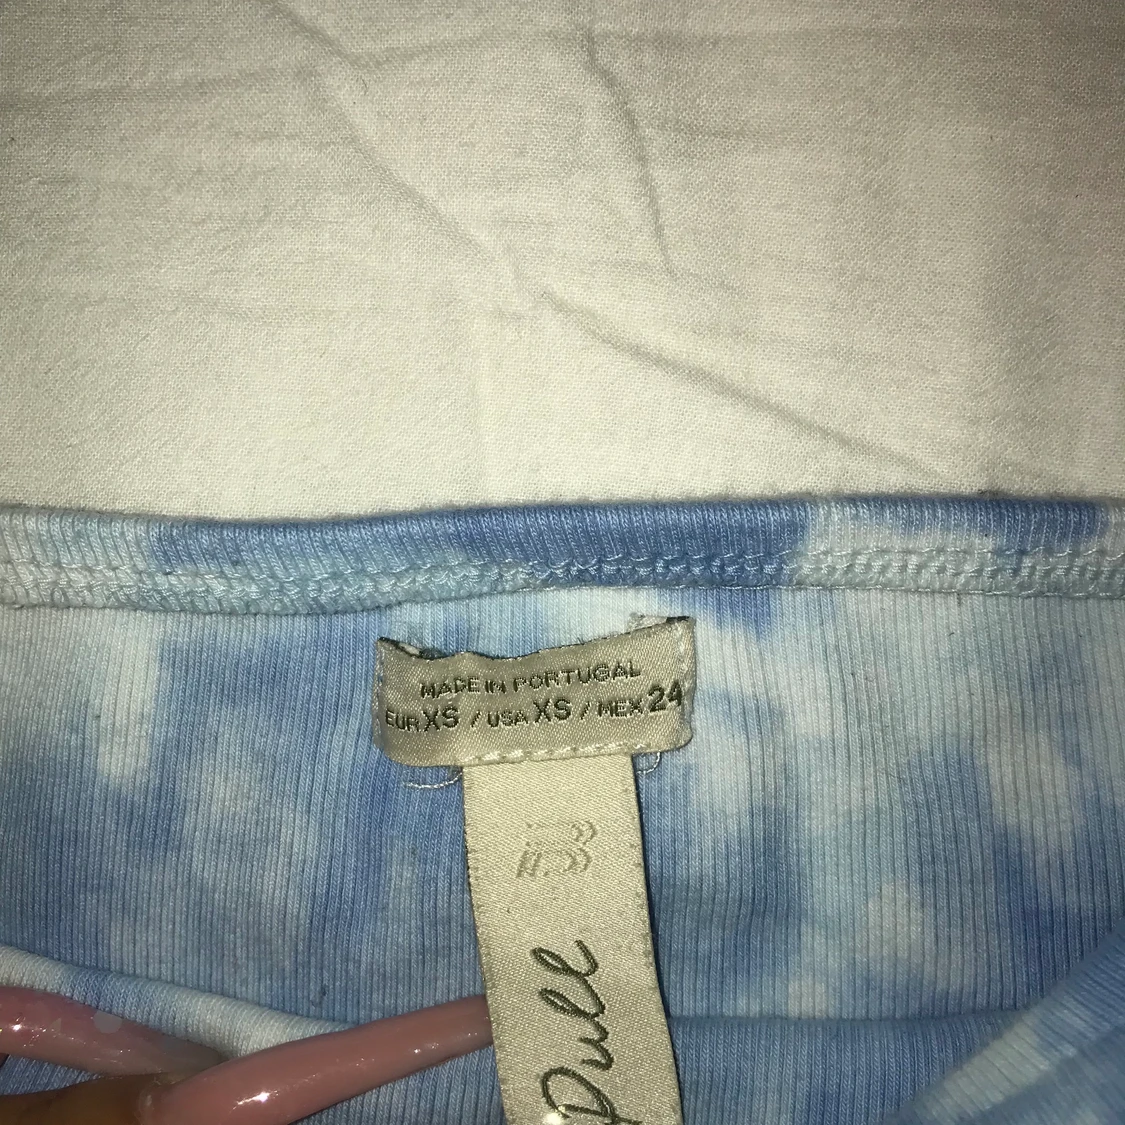 MADE IN PORTUGAL
EUR XS / USA XS / MEX 24
Pull